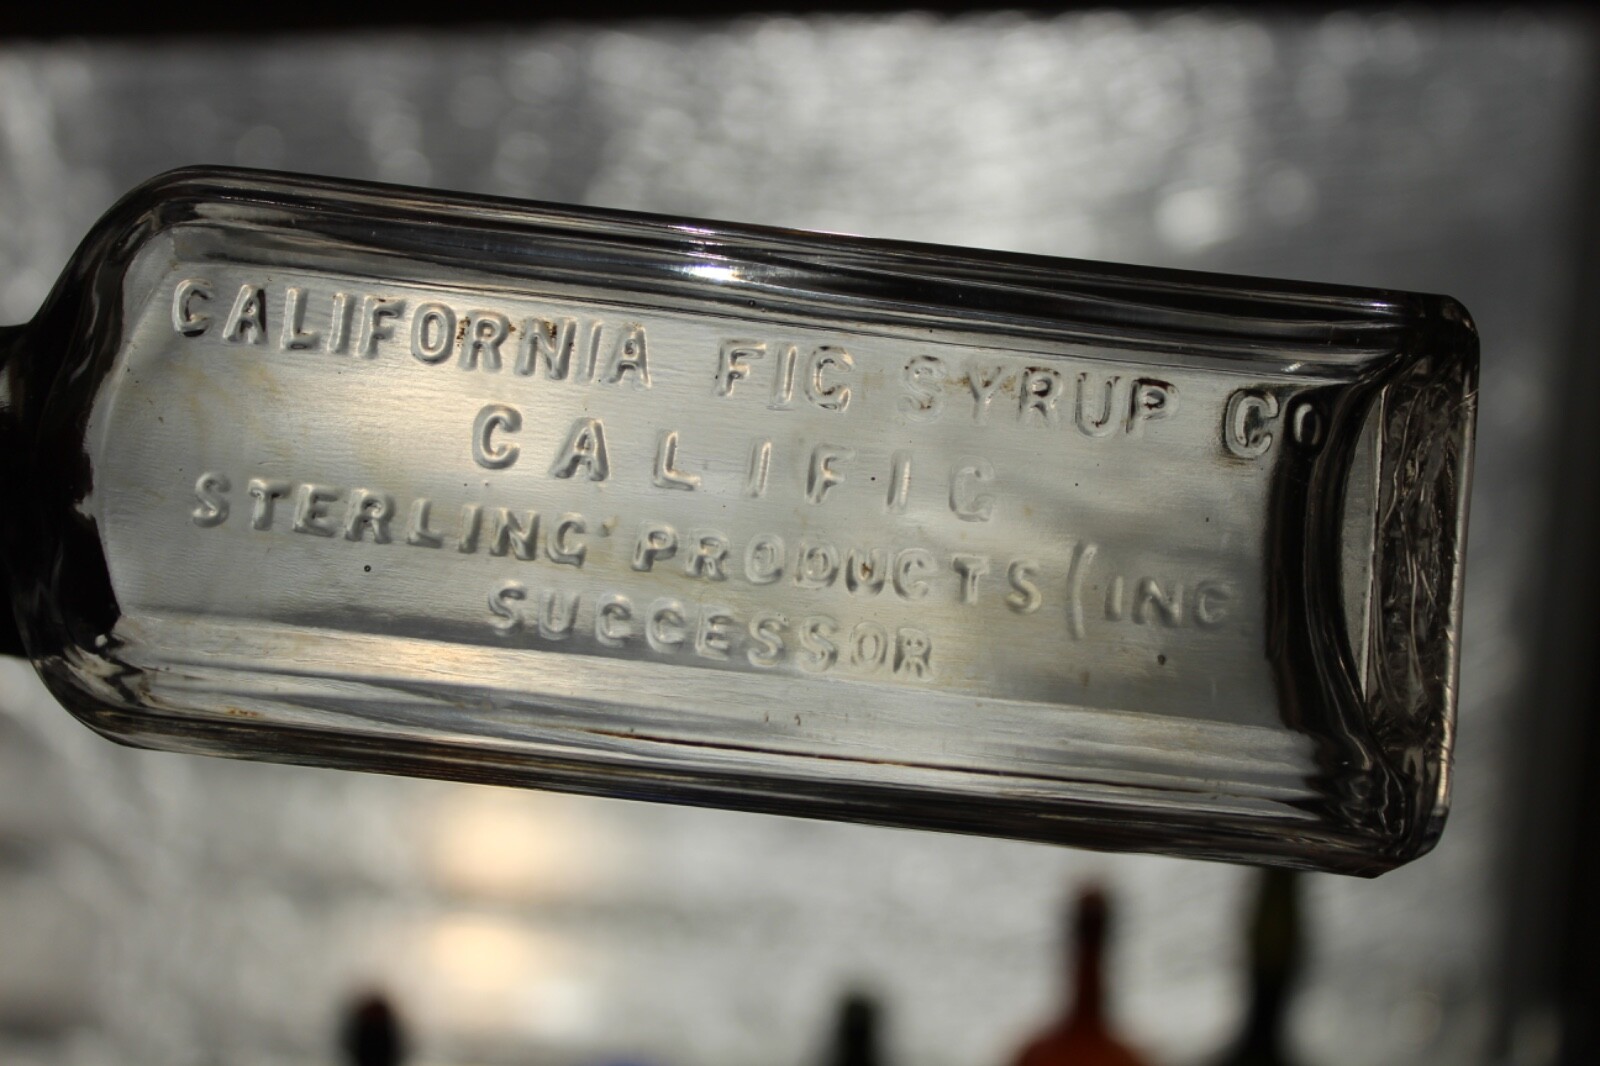 CALIFORNIA FIG SYRUP Co
CALIFIG
STERLING PRODUCTS (INC
SUCCESSOR